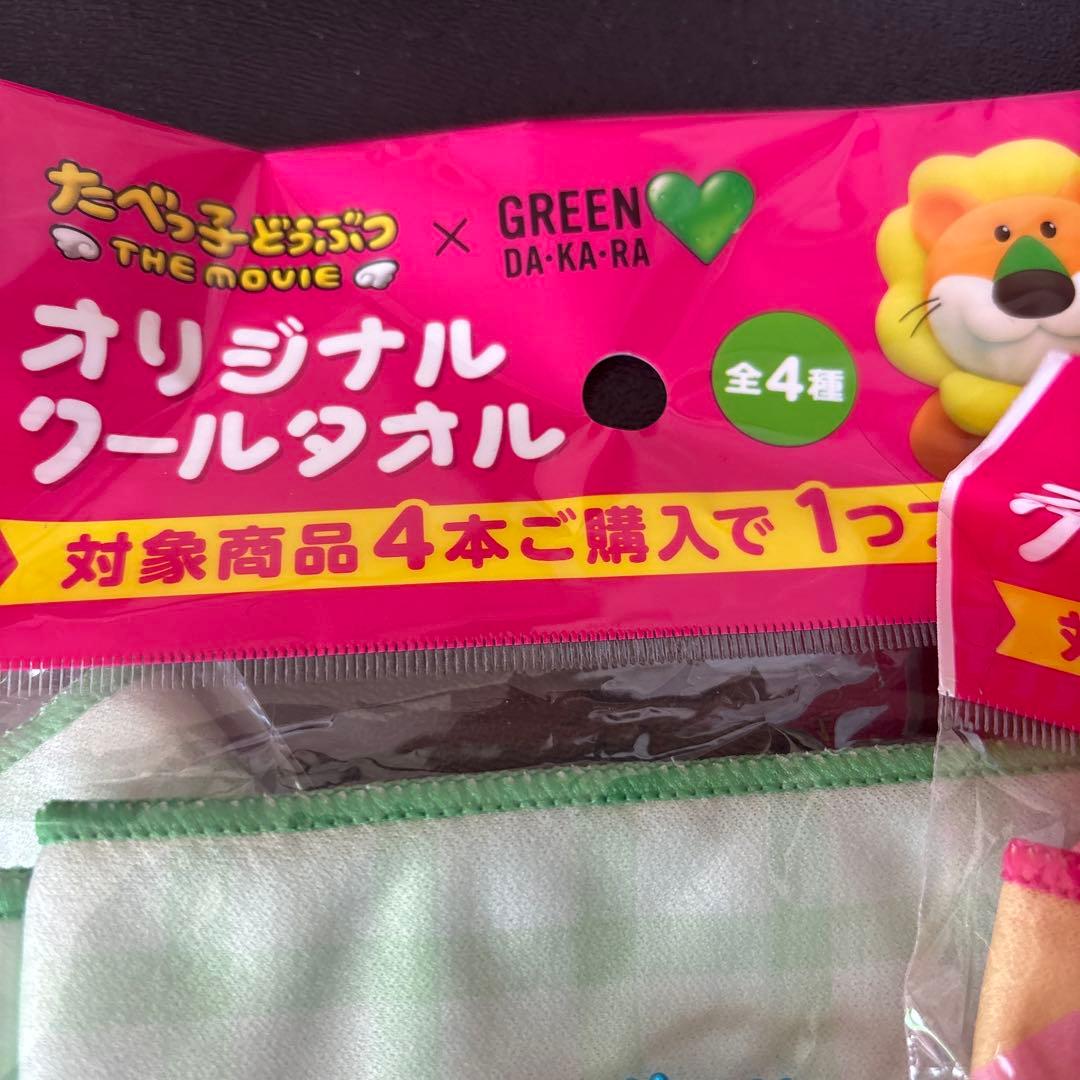 たべっ子どうぶつ
THE MOVIE
×
GREEN
DA・KA・RA
オリジナル
クールタオル
全4種
対象商品4本ご購入で1つ